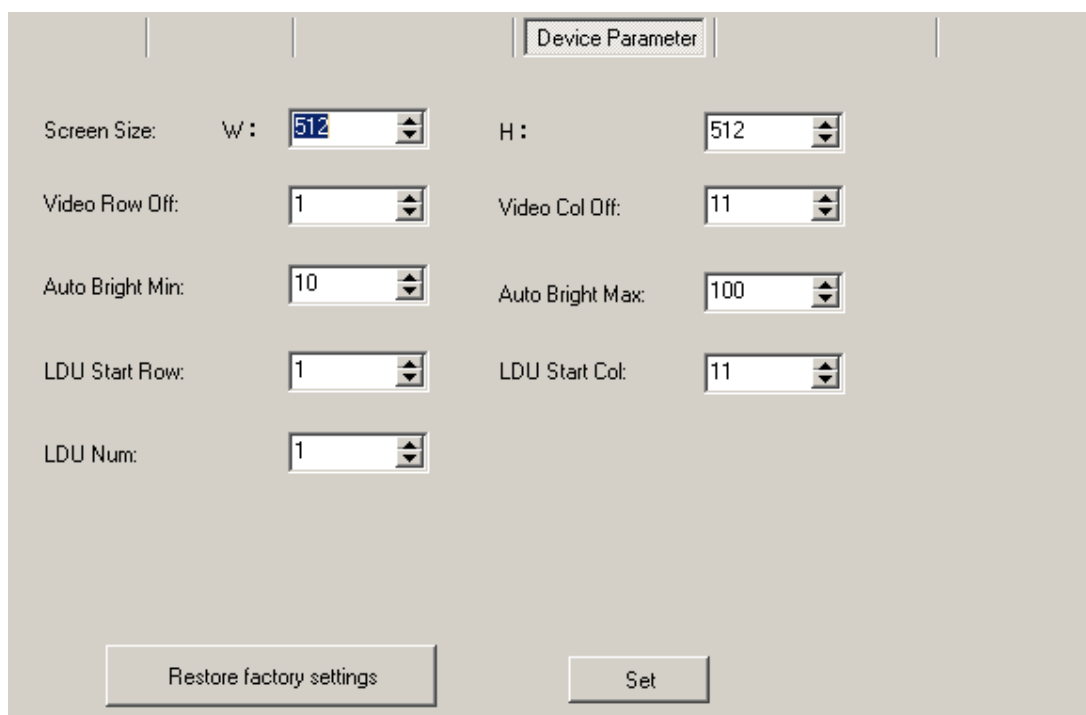 Device Parameter
Screen Size: W: 512 H: 512
Video Row Off: 1 Video Col Off: 11
Auto Bright Min: 10 Auto Bright Max: 100
LDU Start Row: 1 LDU Start Col: 11
LDU Num: 1
Restore factory settings Set